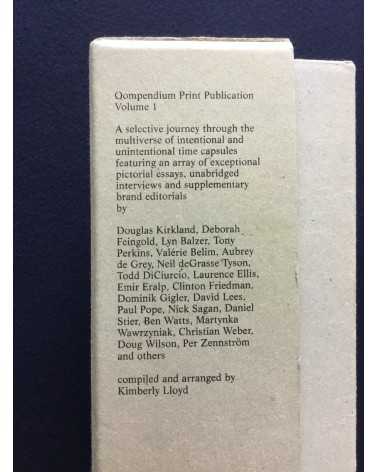 Qompendium Print Publication
Volume 1
A selective journey through the
multiverse of intentional and
unintentional time capsules
featuring an array of exceptional
pictorial essays, unabridged
interviews and supplementary
brand editorials
by
Douglas Kirkland, Deborah
Feingold, Lyn Balzer, Tony
Perkins, Valérie Belim, Aubrey
de Grey, Neil deGrasse Tyson,
Todd DiCiurcio, Laurence Ellis,
Emir Eralp, Clinton Friedman,
Dominik Gigler, David Lees,
Paul Pope, Nick Sagan, Daniel
Stier, Ben Watts, Martynka
Wawrzyniak, Christian Weber,
Doug Wilson, Per Zennström
and others
compiled and arranged by
Kimberly Lloyd